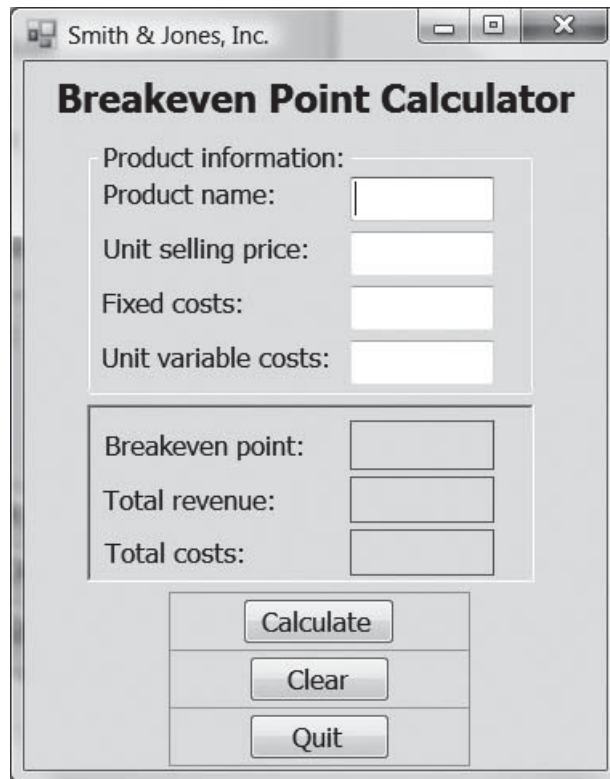 Smith & Jones, Inc.
Breakeven Point Calculator
Product information:
Product name:
Unit selling price:
Fixed costs:
Unit variable costs:
Breakeven point:
Total revenue:
Total costs:
Calculate
Clear
Quit